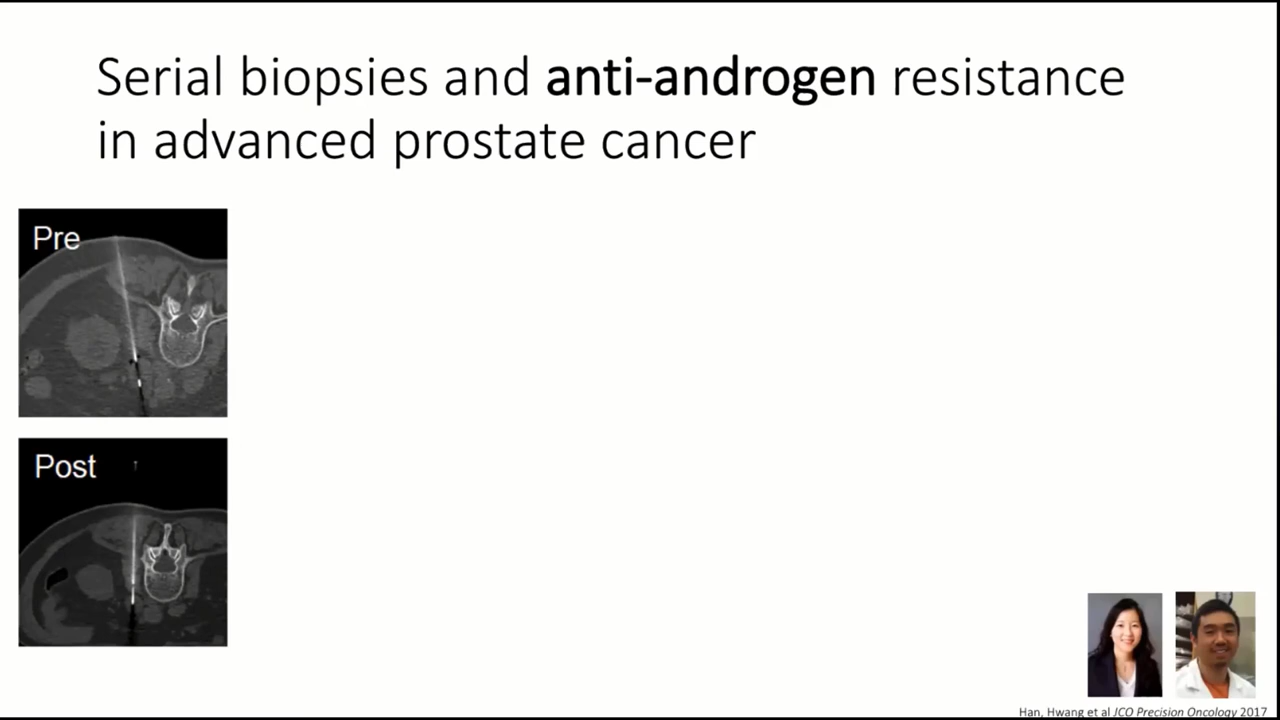 Serial biopsies and anti-androgen resistance
in advanced prostate cancer
Pre
Post
Han, Hwang et al JCO Precision Oncology 2017